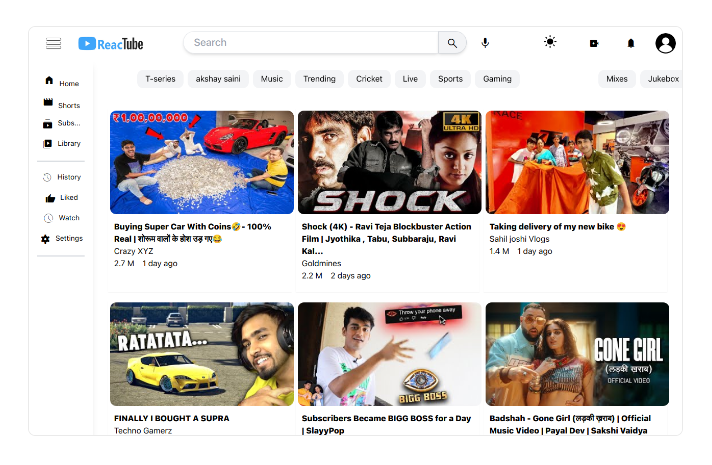 ReacTube
Search
T-series
akshay saini
Music
Trending
Cricket
Live
Sports
Gaming
Mixes
Jukebox
Home
Shorts
Subs...
Library
History
Liked
Watch
Settings
₹1,00,00,000
Buying Super Car With Coins🤣- 100%
Real | शोरूम वालों के होश उड़ गए😂
Crazy XYZ
2.7 M 1 day ago
4K
ULTRA HD
SHOCK
Shock (4K) - Ravi Teja Blockbuster Action
Film | Jyothika , Tabu, Subbaraju, Ravi
Kal...
Goldmines
2.2 M 2 days ago
RACE
Taking delivery of my new bike 😍
Sahil joshi Vlogs
1.4 M 1 day ago
RATATATA...
FINALLY I BOUGHT A SUPRA
Techno Gamerz
Throw your phone away
BIGG BOSS
Subscribers Became BIGG BOSS for a Day
| SlayyPop
GONE GIRL
(लड़की ख़राब)
OFFICIAL VIDEO
Badshah - Gone Girl (लड़की ख़राब) | Official
Music Video | Payal Dev | Sakshi Vaidya